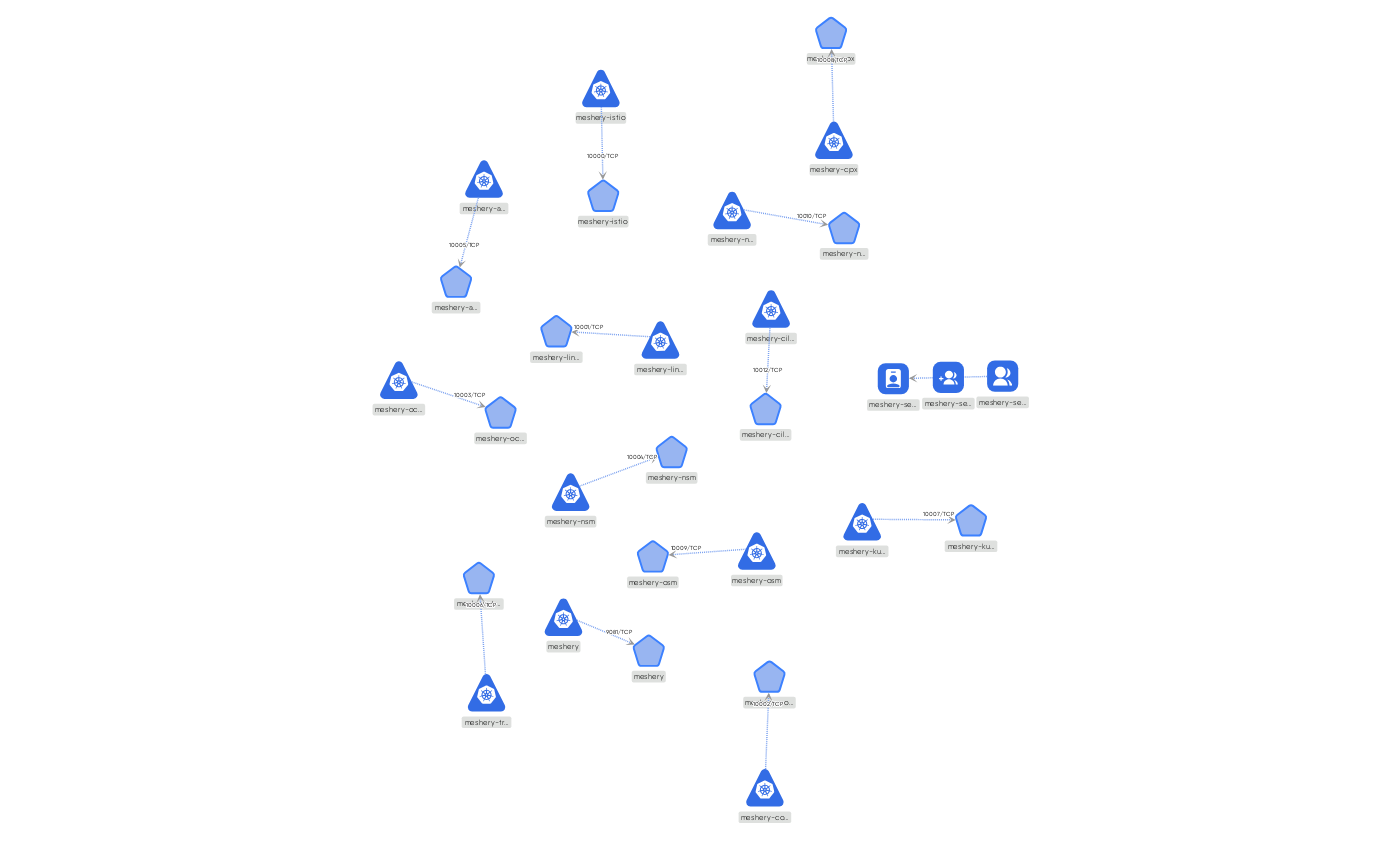 meshery-cpx
meshery-istio
10000/TCP
meshery-istio
meshery-a...
10005/TCP
meshery-a...
meshery-n...
10010/TCP
meshery-n...
meshery-lin...
10001/TCP
meshery-lin...
meshery-cil...
10012/TCP
meshery-cil...
meshery-se...
meshery-se...
meshery-se...
meshery-oc...
10003/TCP
meshery-oc...
10004/TCP
meshery-nsm
meshery-nsm
10007/TCP
meshery-ku...
meshery-ku...
10009/TCP
meshery-osm
meshery-osm
meshery
9081/TCP
meshery
meshery-tr...
10002/TCP
meshery-co...